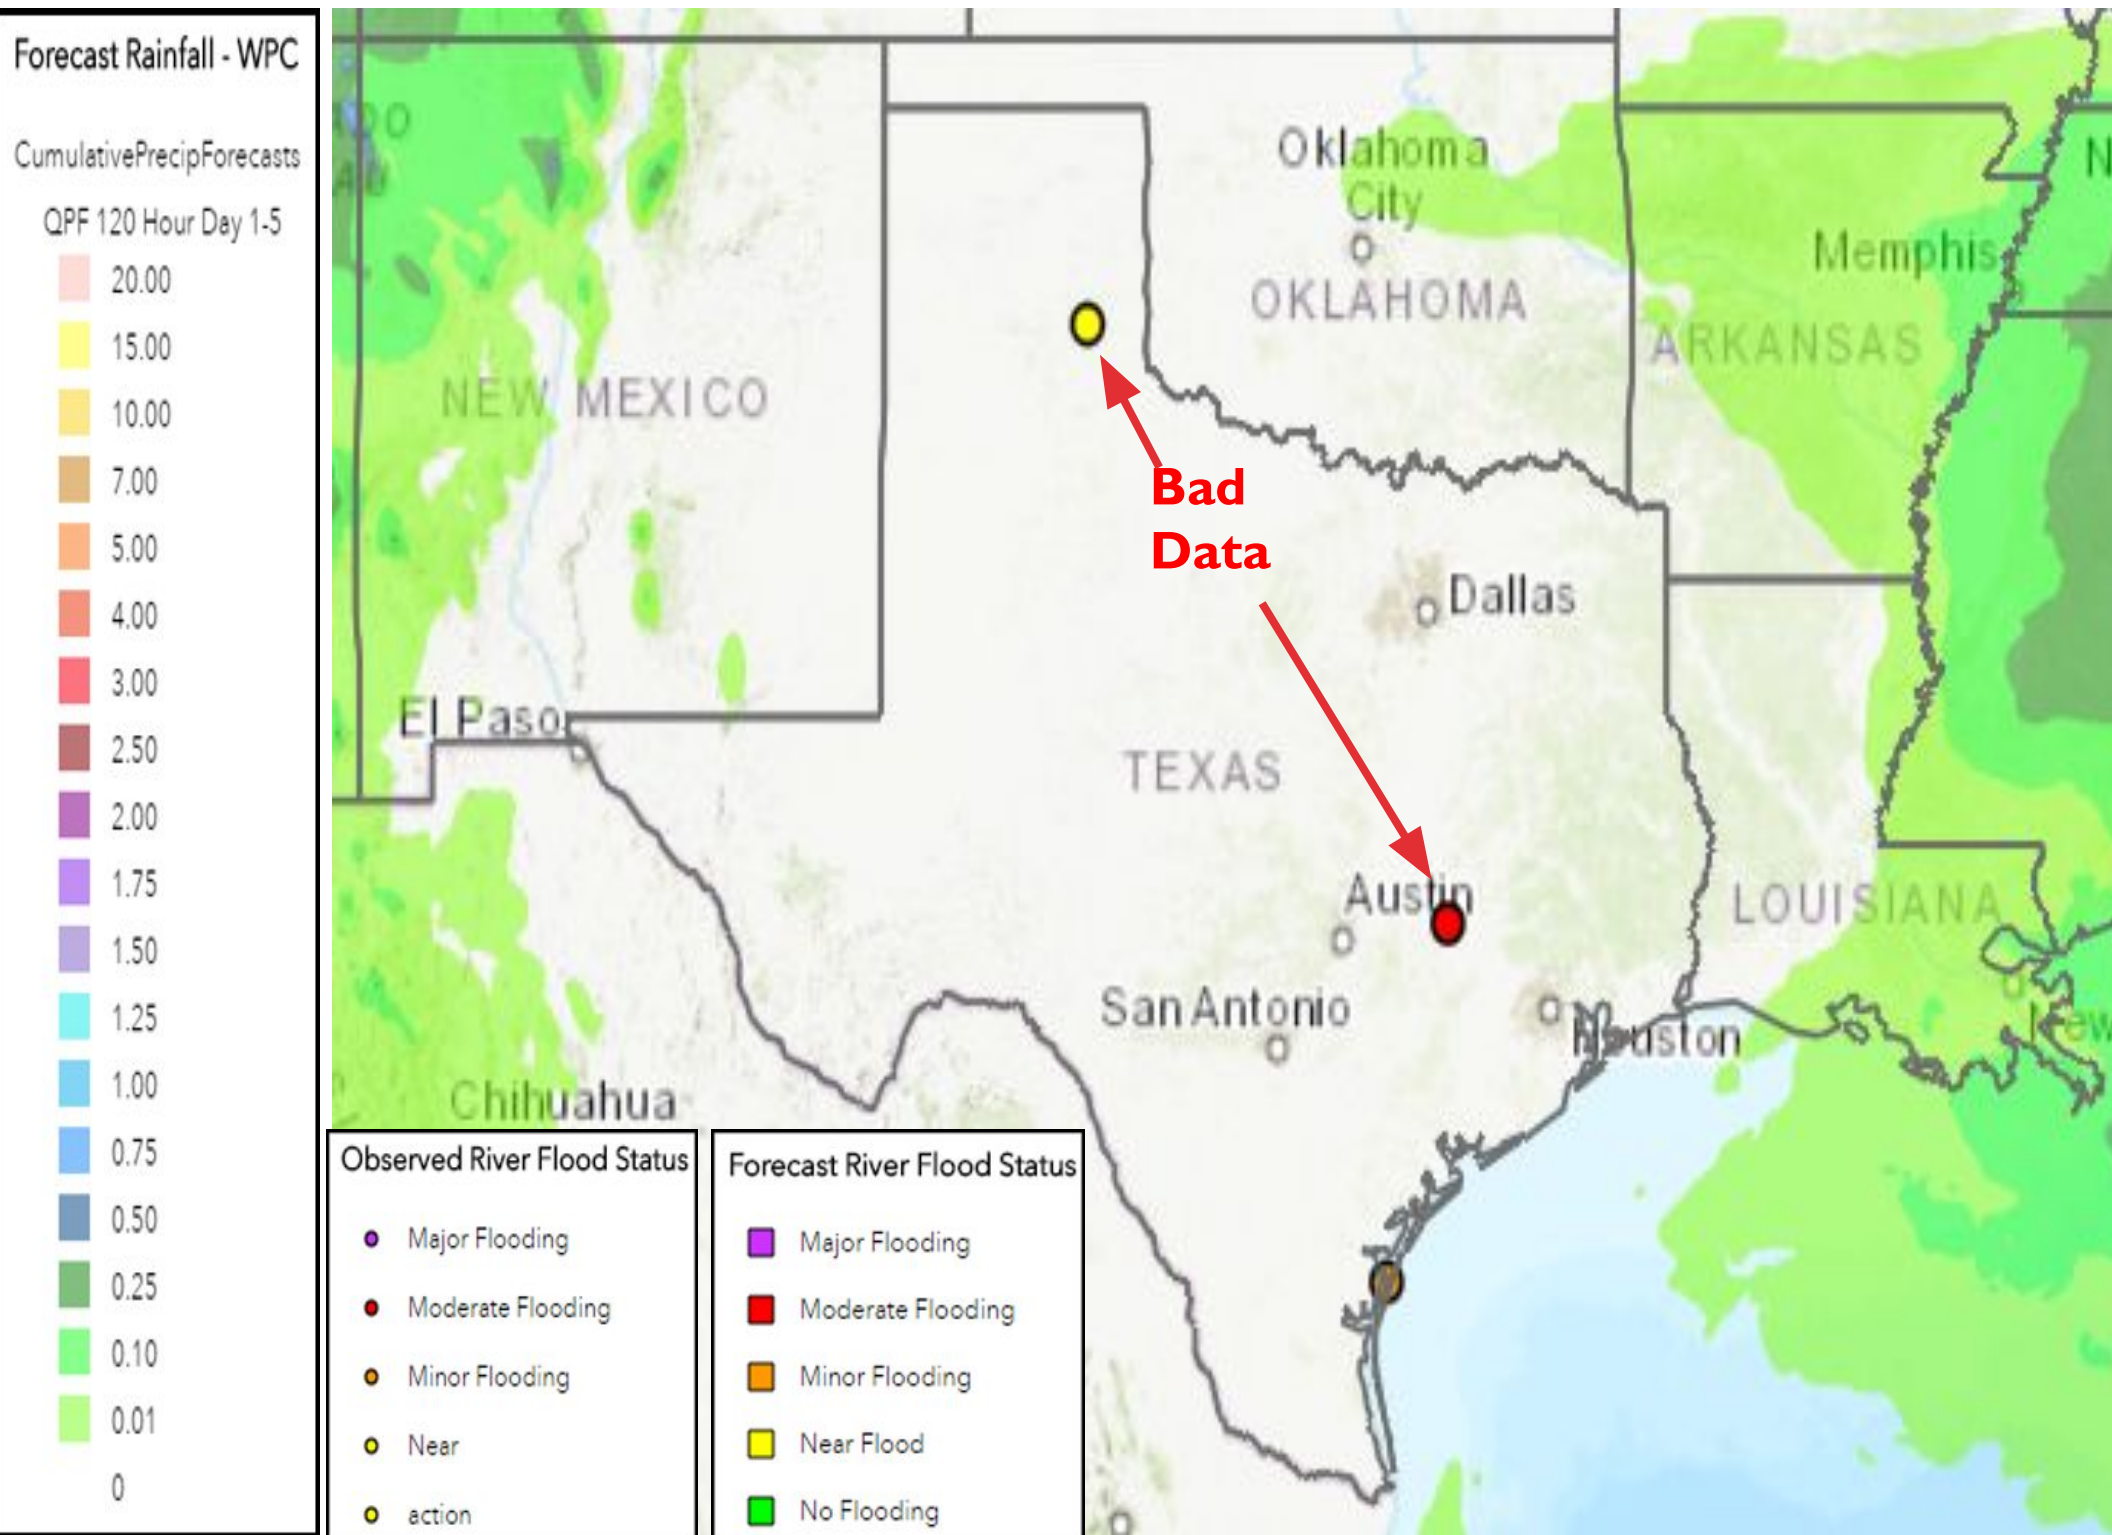 Forecast Rainfall - WPC
CumulativePrecipForecasts
QPF 120 Hour Day 1-5
20.00
15.00
10.00
7.00
5.00
4.00
3.00
2.50
2.00
1.75
1.50
1.25
1.00
0.75
0.50
0.25
0.10
0.01
0
Oklahoma
City
OKLAHOMA
Memphis
N
ARKANSAS
NEW MEXICO
Bad
Data
Dallas
El Paso
TEXAS
Austin
LOUISIANA
San Antonio
Houston
New
Chihuahua
Observed River Flood Status
Major Flooding
Moderate Flooding
Minor Flooding
Near
action
Forecast River Flood Status
Major Flooding
Moderate Flooding
Minor Flooding
Near Flood
No Flooding